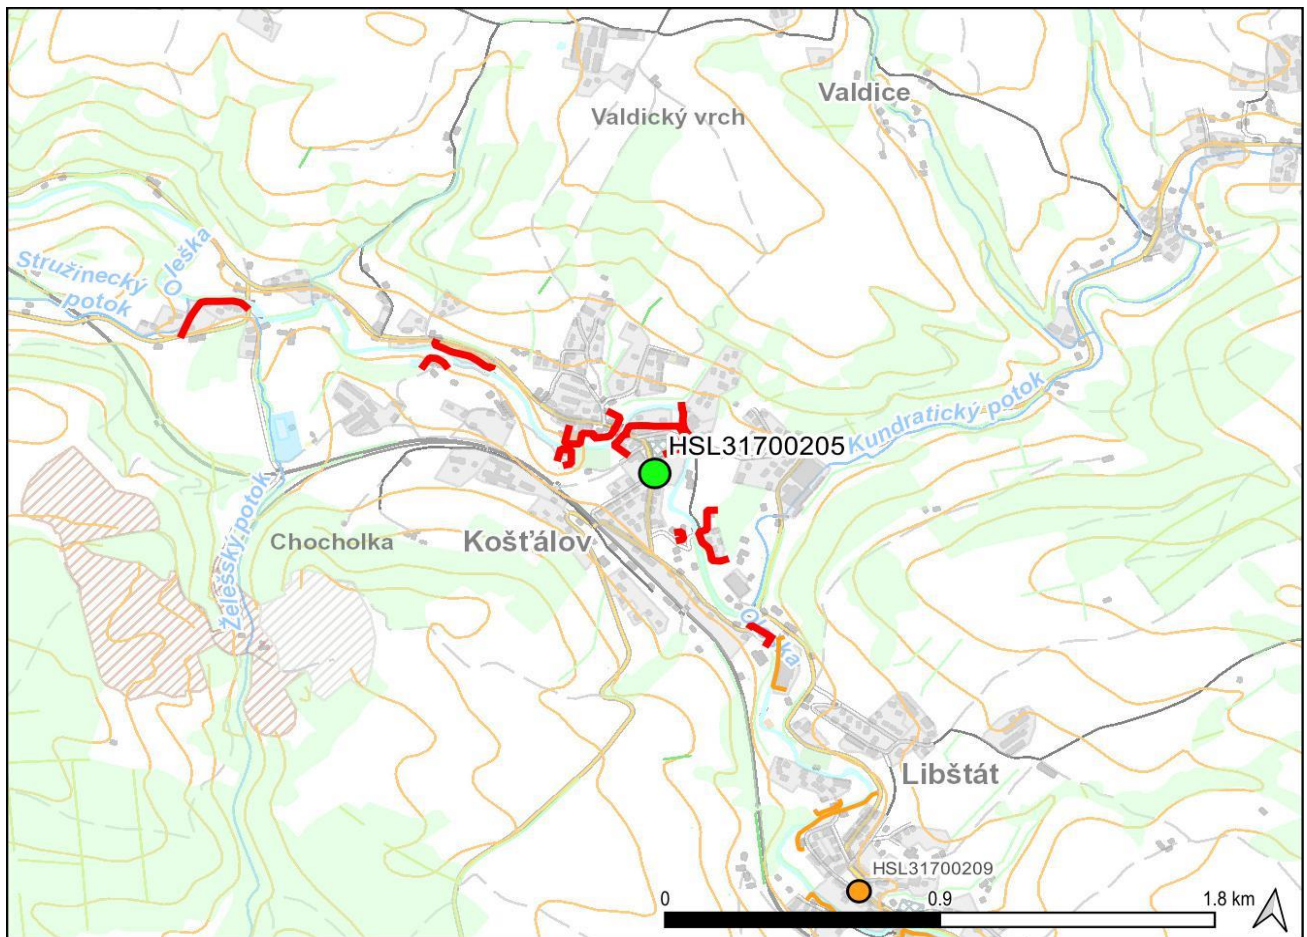 Valdice
Valdický vrch
Oleška
Stružinecký
potok
Kundratický potok
HSL31700205
Želešský potok
Chocholka
Košťálov
Libštát
HSL31700209
0
0.9
1.8 km